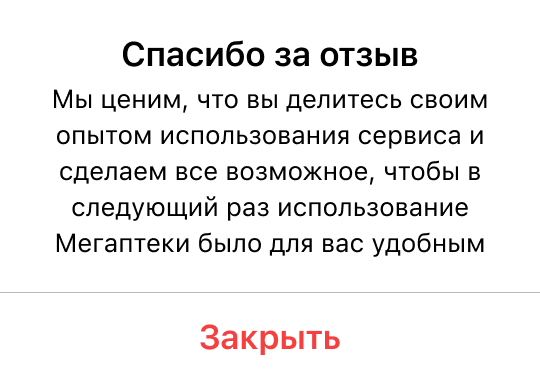 Спасибо за отзыв
Мы ценим, что вы делитесь своим
опытом использования сервиса и
сделаем все возможное, чтобы в
следующий раз использование
Мегаптеки было для вас удобным
Закрыть